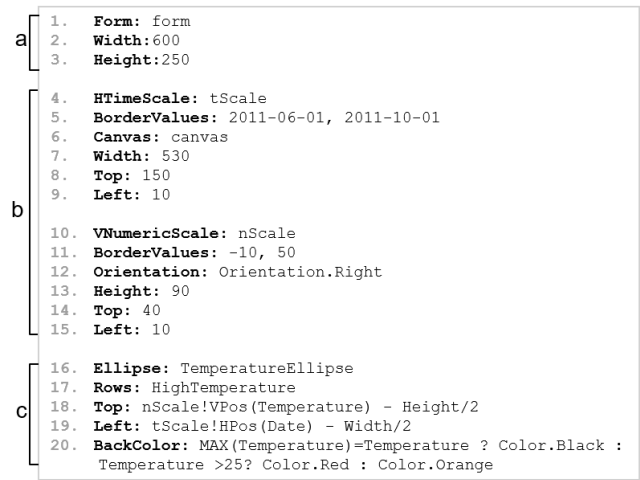 a
1. Form: form
2. Width:600
3. Height:250
b
4. HTimeScale: tScale
5. BorderValues: 2011-06-01, 2011-10-01
6. Canvas: canvas
7. Width: 530
8. Top: 150
9. Left: 10
10. VNumericScale: nScale
11. BorderValues: -10, 50
12. Orientation: Orientation.Right
13. Height: 90
14. Top: 40
15. Left: 10
c
16. Ellipse: TemperatureEllipse
17. Rows: HighTemperature
18. Top: nScale!VPos(Temperature) - Height/2
19. Left: tScale!HPos(Date) - Width/2
20. BackColor: MAX(Temperature)=Temperature ? Color.Black :
Temperature >25? Color.Red : Color.Orange